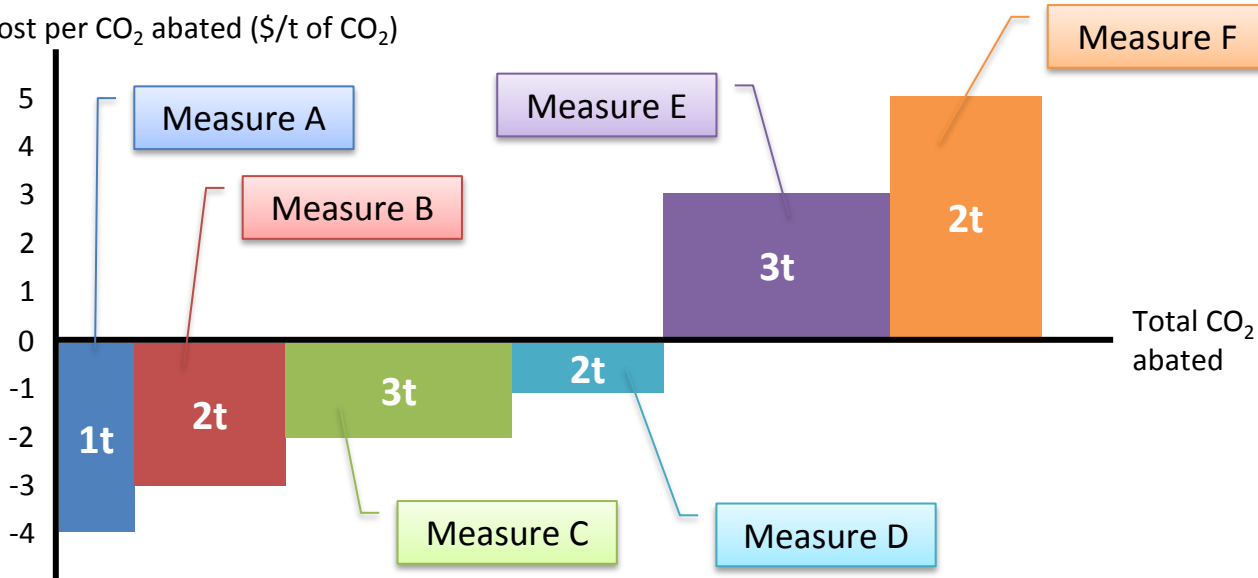 ost per CO₂ abated ($/t of CO₂)
Measure F
5
Measure A
Measure E
4
3
Measure B
2
2t
3t
1
0
Total CO₂
abated
-1
2t
3t
-2
2t
1t
-3
-4
Measure C
Measure D